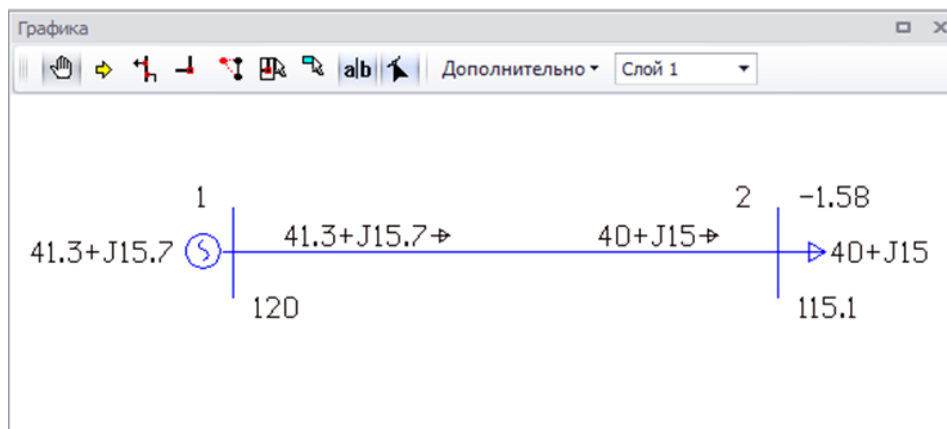 Графика
a|b Дополнительно Слой 1
1 2 -1.58
41.3+J15.7 41.3+J15.7 40+J15 40+J15
120 115.1